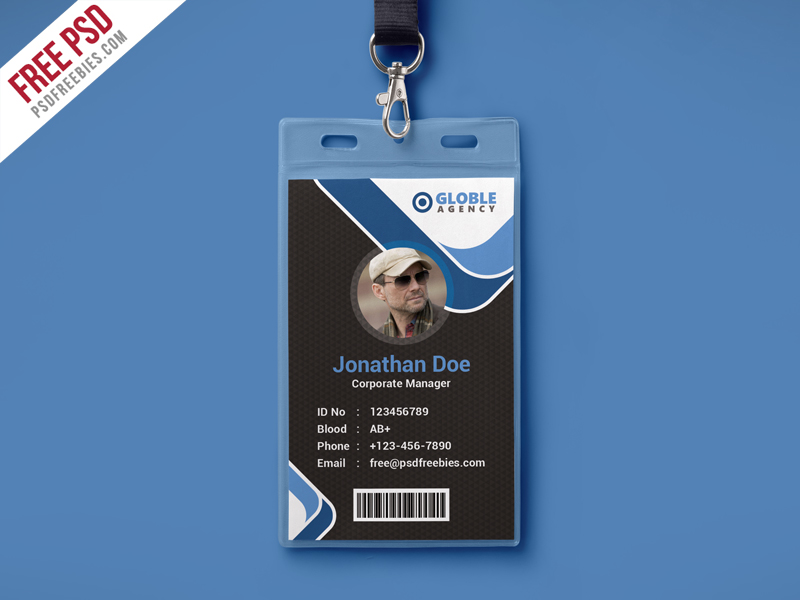 FREE PSD
PSDFREEBIES.COM
GLOBLE
AGENCY
Jonathan Doe
Corporate Manager
ID No : 123456789
Blood : AB+
Phone : +123-456-7890
Email : free@psdfreebies.com